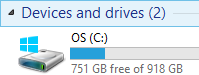 Devices and drives (2)
OS (C:)
751 GB free of 918 GB